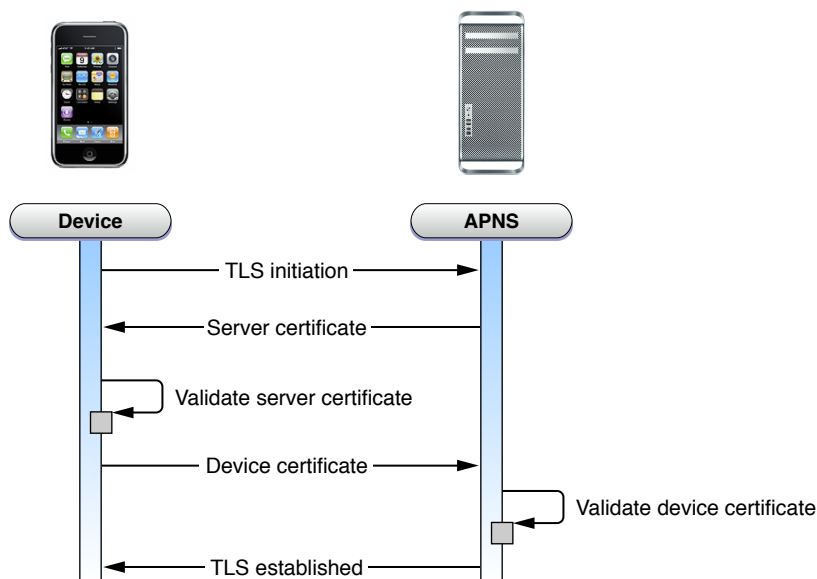 Device
APNS
TLS initiation
Server certificate
Validate server certificate
Device certificate
Validate device certificate
TLS established